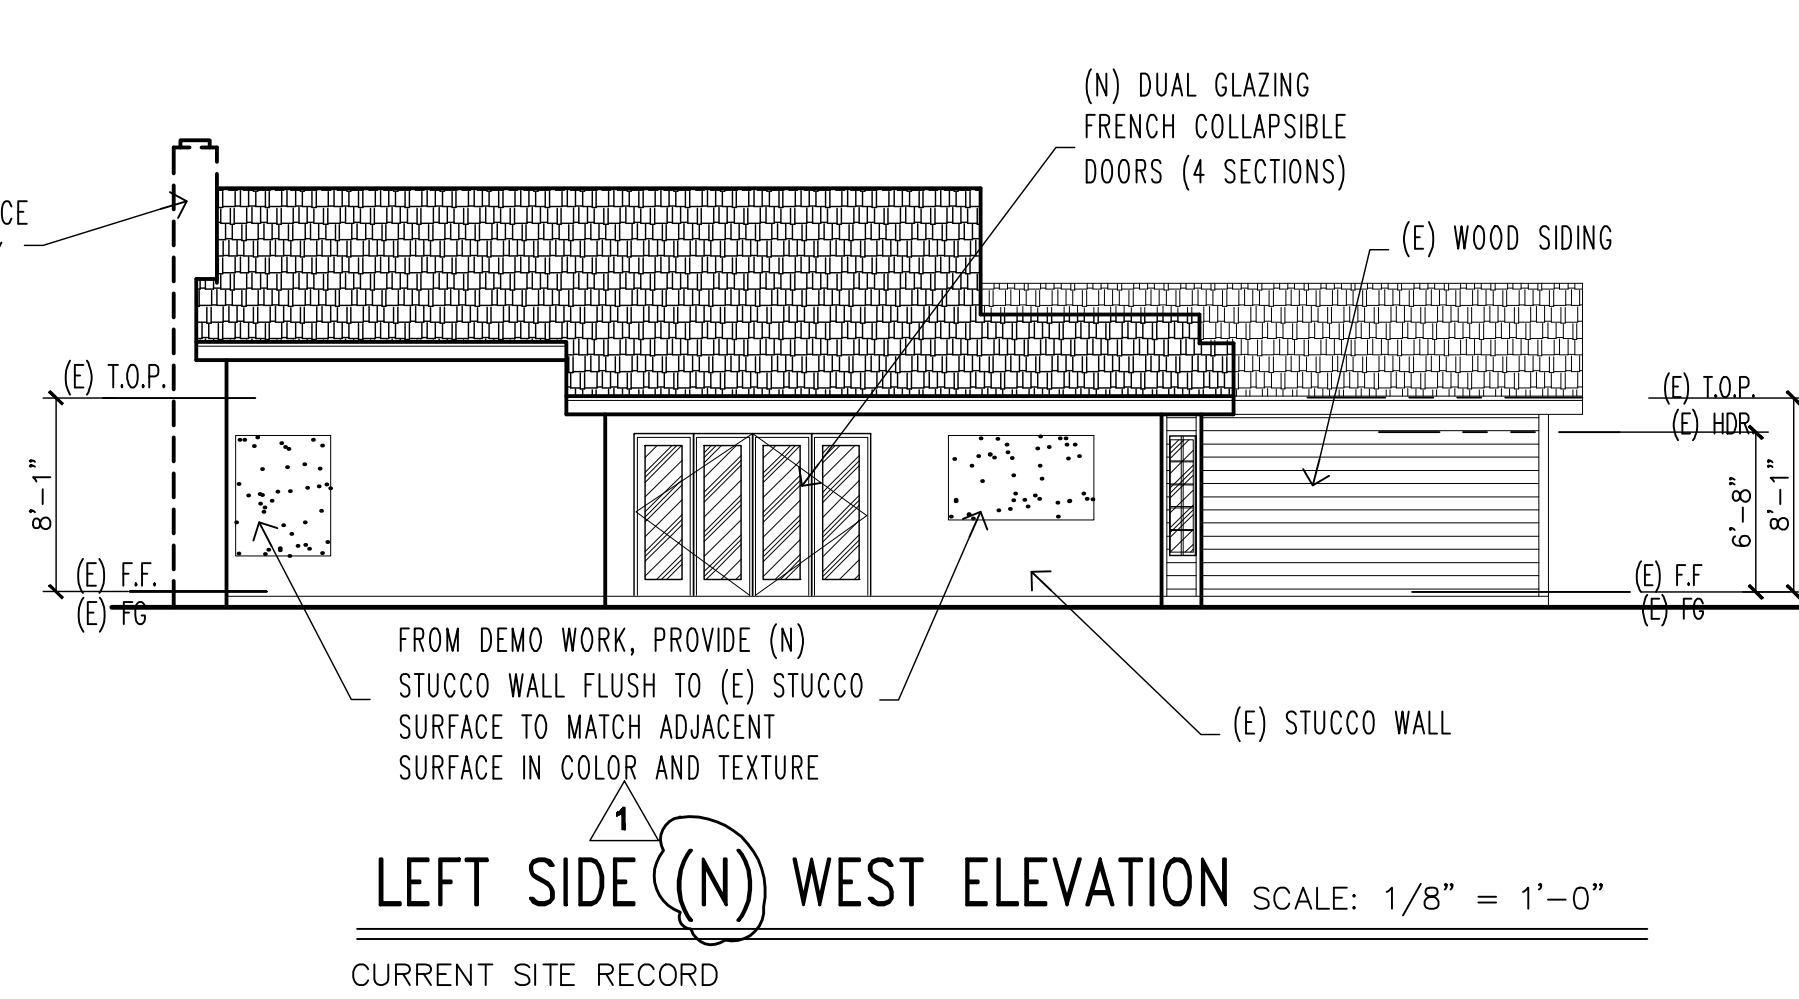 (N) DUAL GLAZING
FRENCH COLLAPSIBLE
DOORS (4 SECTIONS)
CE
(E) WOOD SIDING
(E) T.O.P.
(E) T.O.P.
(E) HDR.
8'-1"
6'-8"
8'-1"
(E) F.F.
(E) F.F
(E) FG
(E) FG
FROM DEMO WORK, PROVIDE (N)
STUCCO WALL FLUSH TO (E) STUCCO
SURFACE TO MATCH ADJACENT
SURFACE IN COLOR AND TEXTURE
(E) STUCCO WALL
1
LEFT SIDE (N) WEST ELEVATION SCALE: 1/8" = 1'-0"
CURRENT SITE RECORD